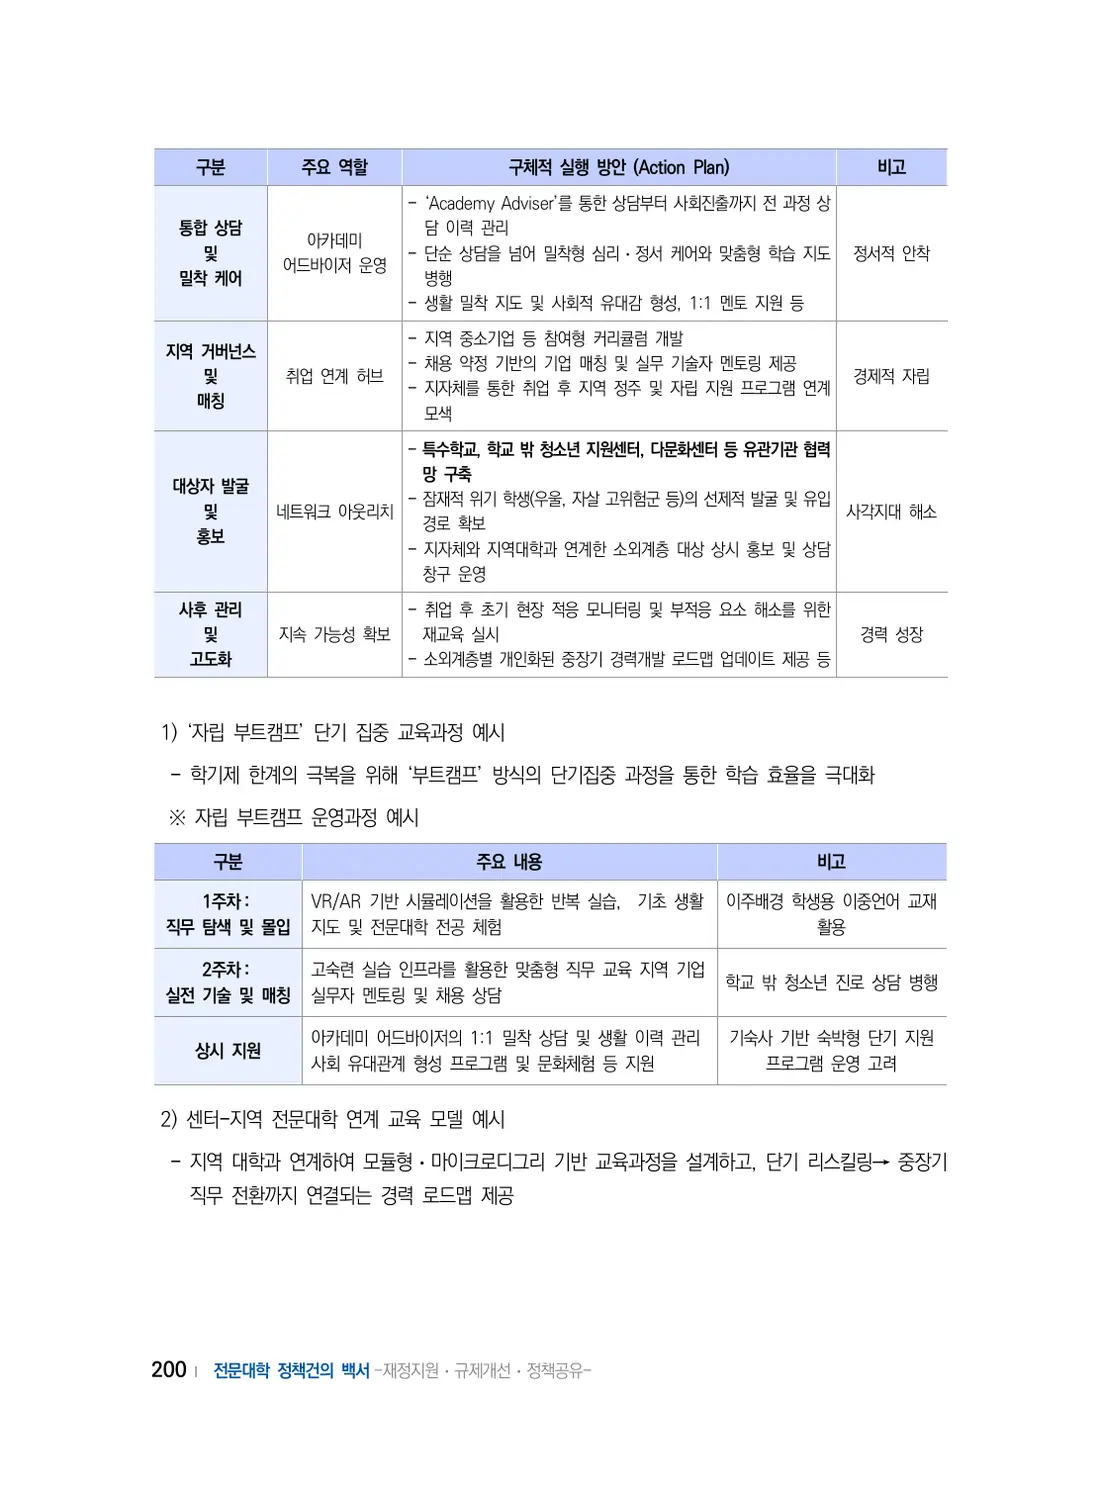 구분 주요 역할 구체적 실행 방안 (Action Plan) 비고
통합 상담
및
밀착 케어
아카데미
어드바이저 운영
- ‘Academy Adviser’를 통한 상담부터 사회진출까지 전 과정 상
담 이력 관리
- 단순 상담을 넘어 밀착형 심리·정서 케어와 맞춤형 학습 지도
병행
- 생활 밀착 지도 및 사회적 유대감 형성, 1:1 멘토 지원 등
정서적 안착
지역 거버넌스
및
매칭
취업 연계 허브
- 지역 중소기업 등 참여형 커리큘럼 개발
- 채용 약정 기반의 기업 매칭 및 실무 기술자 멘토링 제공
- 지자체를 통한 취업 후 지역 정주 및 자립 지원 프로그램 연계
모색
경제적 자립
대상자 발굴
및
홍보
네트워크 아웃리치
- 특수학교, 학교 밖 청소년 지원센터, 다문화센터 등 유관기관 협력
망 구축
- 잠재적 위기 학생(우울, 자살 고위험군 등)의 선제적 발굴 및 유입
경로 확보
- 지자체와 지역대학과 연계한 소외계층 대상 상시 홍보 및 상담
창구 운영
사각지대 해소
사후 관리
및
고도화
지속 가능성 확보
- 취업 후 초기 현장 적응 모니터링 및 부적응 요소 해소를 위한
재교육 실시
- 소외계층별 개인화된 중장기 경력개발 로드맵 업데이트 제공 등
경력 성장
1) ‘자립 부트캠프’ 단기 집중 교육과정 예시
- 학기제 한계의 극복을 위해 ‘부트캠프’ 방식의 단기집중 과정을 통한 학습 효율을 극대화
※ 자립 부트캠프 운영과정 예시
구분 주요 내용 비고
1주차 :
직무 탐색 및 몰입
VR/AR 기반 시뮬레이션을 활용한 반복 실습, 기초 생활
지도 및 전문대학 전공 체험
이주배경 학생용 이중언어 교재
활용
2주차 :
실전 기술 및 매칭
고숙련 실습 인프라를 활용한 맞춤형 직무 교육 지역 기업
실무자 멘토링 및 채용 상담
학교 밖 청소년 진로 상담 병행
상시 지원
아카데미 어드바이저의 1:1 밀착 상담 및 생활 이력 관리
사회 유대관계 형성 프로그램 및 문화체험 등 지원
기숙사 기반 숙박형 단기 지원
프로그램 운영 고려
2) 센터-지역 전문대학 연계 교육 모델 예시
- 지역 대학과 연계하여 모듈형·마이크로디그리 기반 교육과정을 설계하고, 단기 리스킬링→ 중장기
직무 전환까지 연결되는 경력 로드맵 제공
200 | 전문대학 정책건의 백서 -재정지원·규제개선·정책공유-